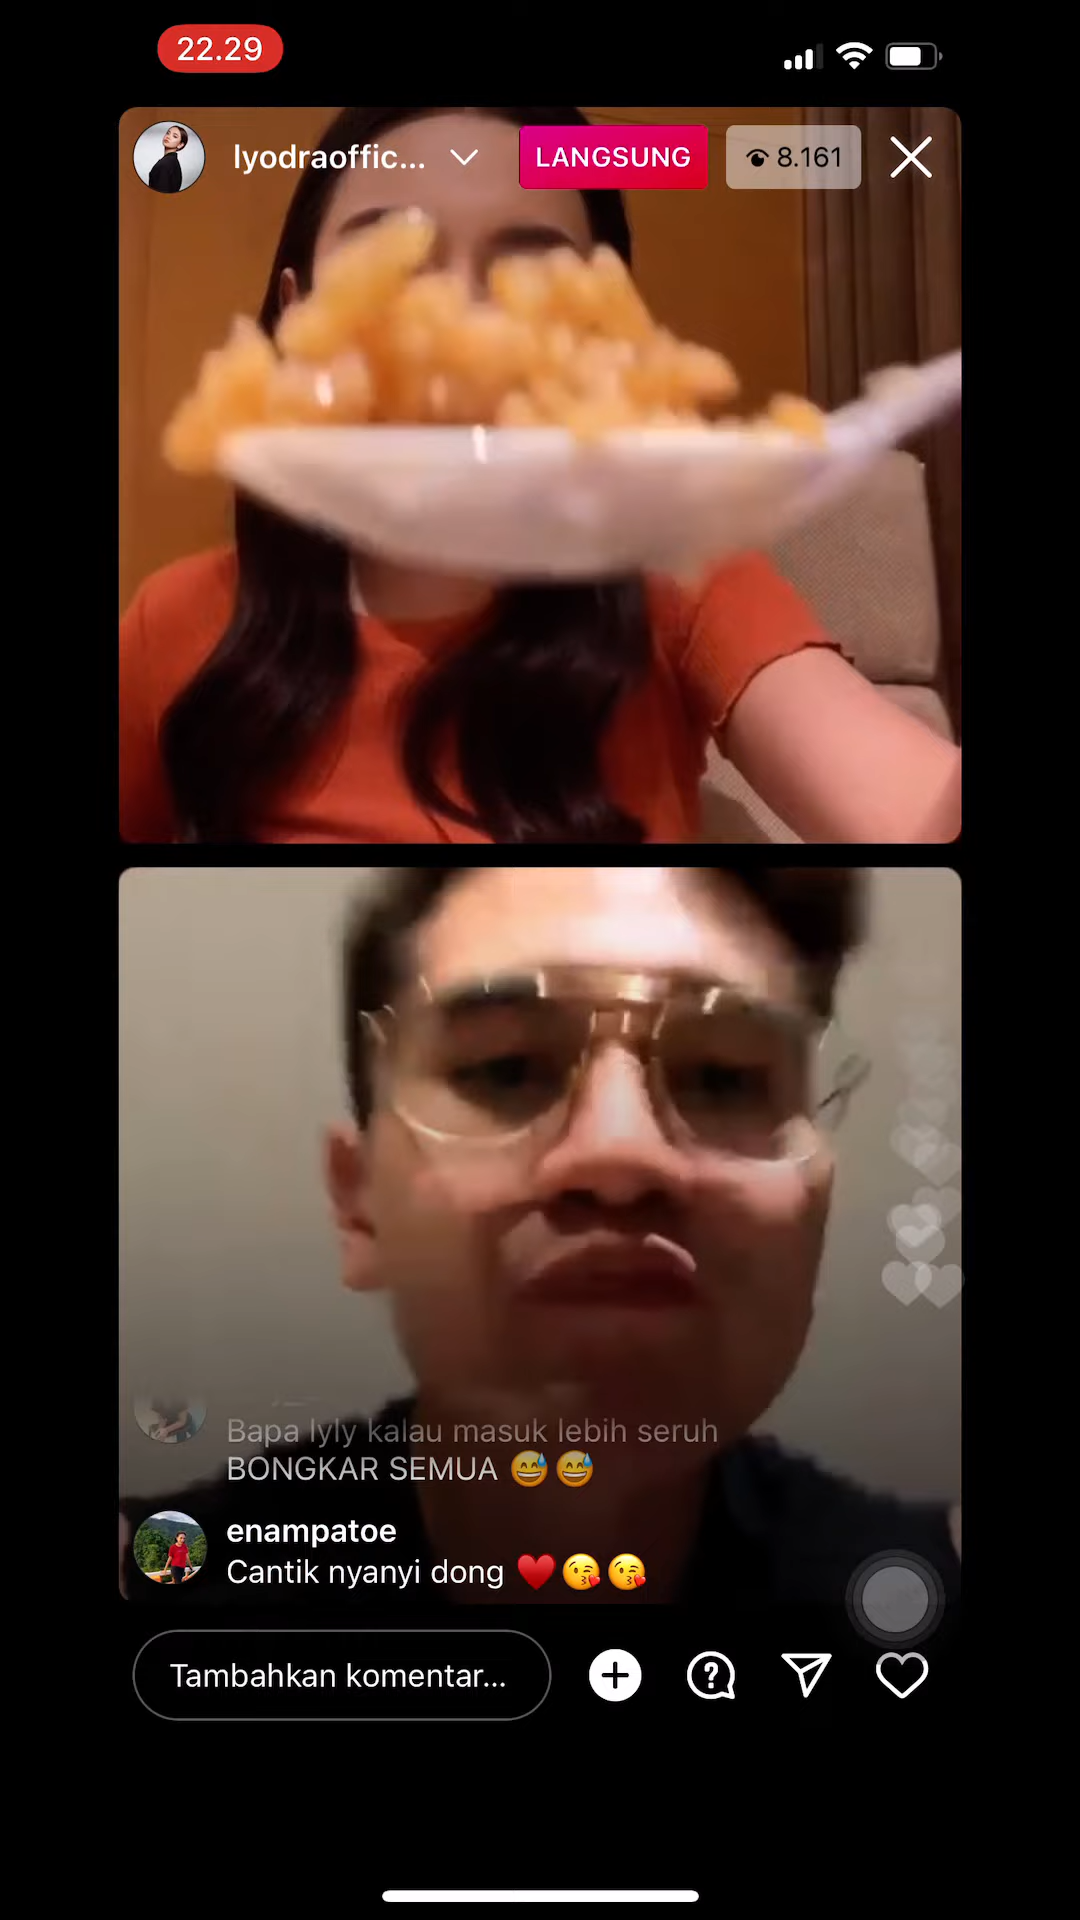 22.29
lyodraoffic...
LANGSUNG
8.161
Bapa lyly kalau masuk lebih seruh
BONGKAR SEMUA 😅😅
enampatoe
Cantik nyanyi dong ♥️😘😘
Tambahkan komentar...